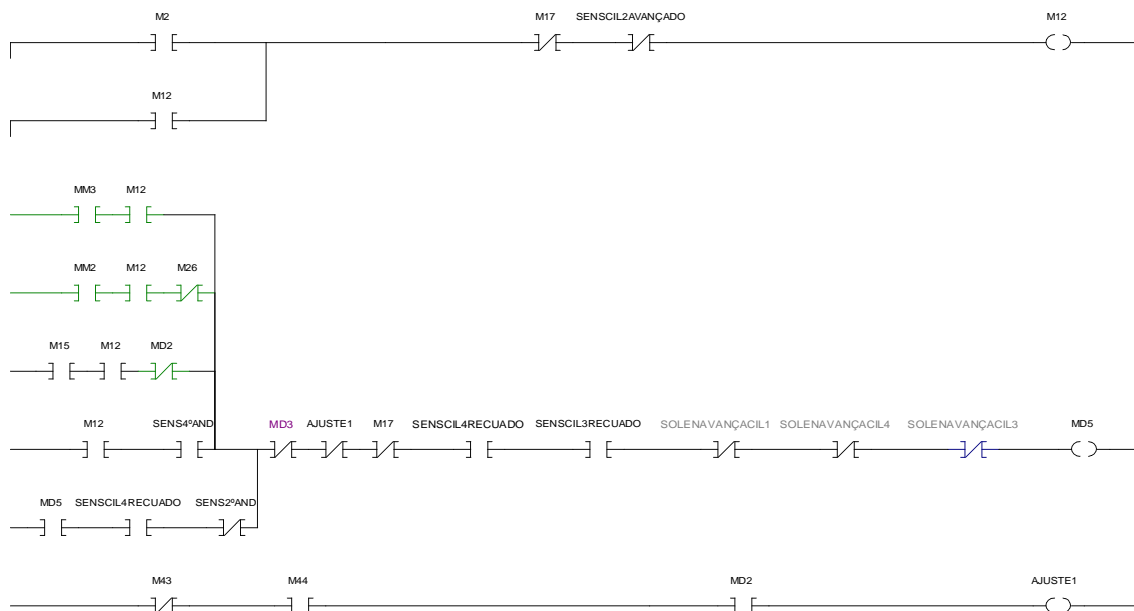 M2 M17 SENSCIL2AVANÇADO M12
M12
MM3 M12
MM2 M12 M26
M15 M12 MD2
M12 SENS4ºAND MD3 AJUSTE1 M17 SENSCIL4RECUADO SENSCIL3RECUADO SOLENAVANÇACIL1 SOLENAVANÇACIL4 SOLENAVANÇACIL3 MD5
MD5 SENSCIL4RECUADO SENS2ºAND
M43 M44 MD2 AJUSTE1